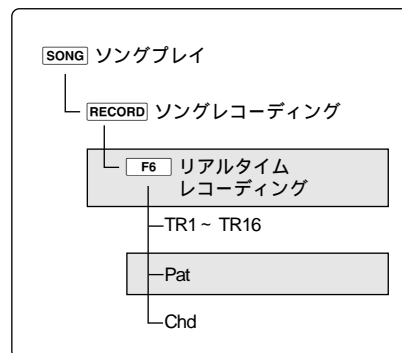 SONG ソングプレイ
RECORD ソングレコーディング
F6 リアルタイム
レコーディング
TR1~ TR16
Pat
Chd